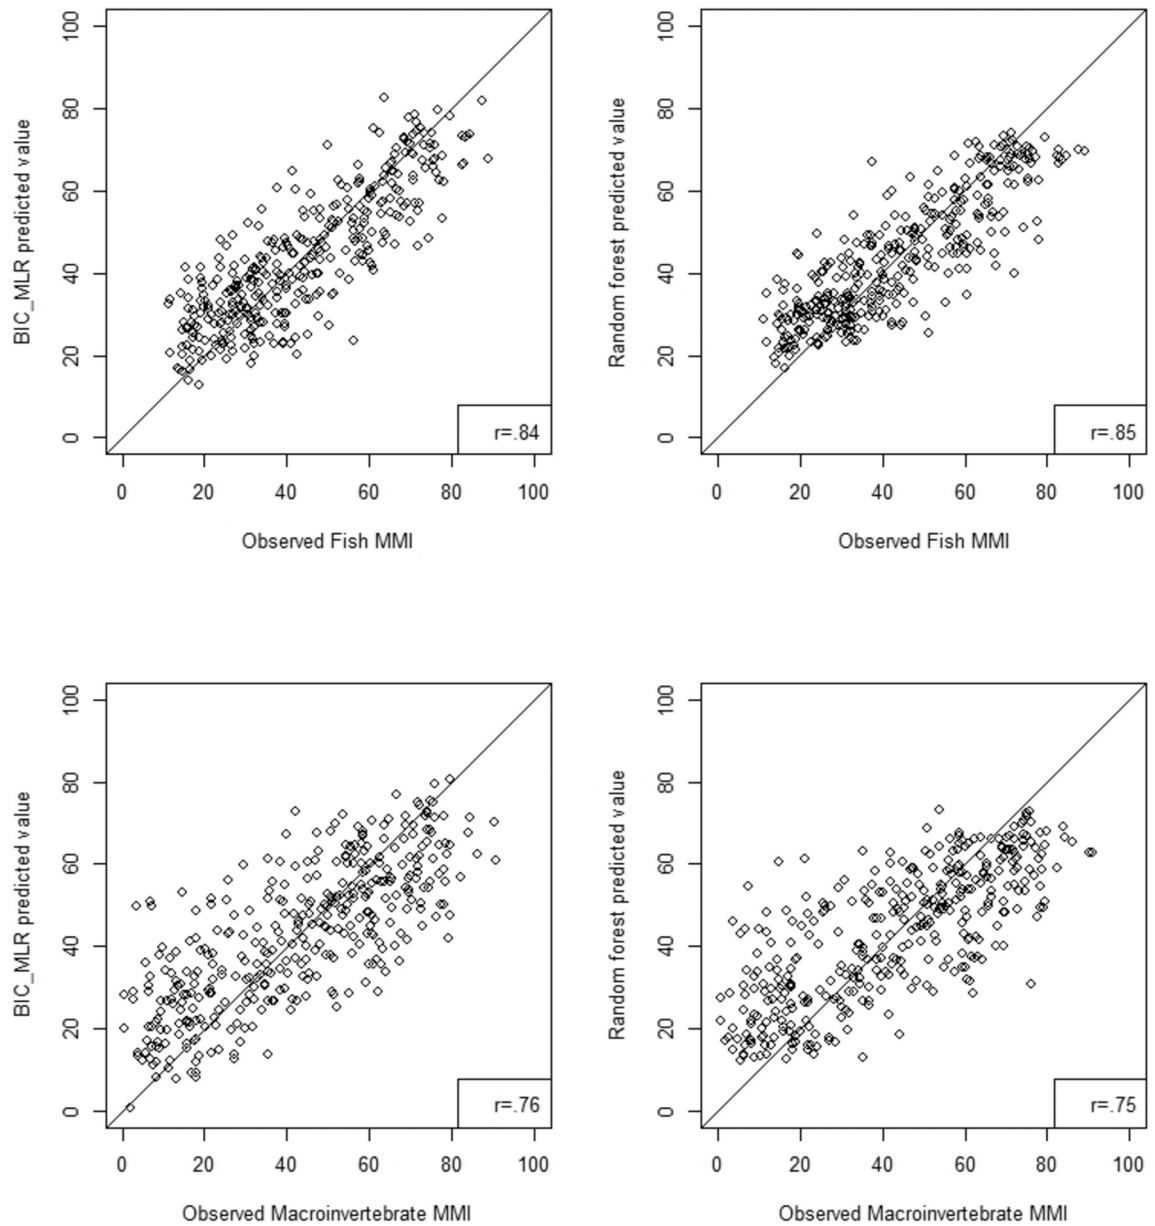 BIC_MLR predicted value
100
80
60
40
20
0
r=.84
0 20 40 60 80 100
Observed Fish MMI
Random forest predicted value
100
80
60
40
20
0
r=.85
0 20 40 60 80 100
Observed Fish MMI
BIC_MLR predicted value
100
80
60
40
20
0
r=.76
0 20 40 60 80 100
Observed Macroinvertebrate MMI
Random forest predicted value
100
80
60
40
20
0
r=.75
0 20 40 60 80 100
Observed Macroinvertebrate MMI